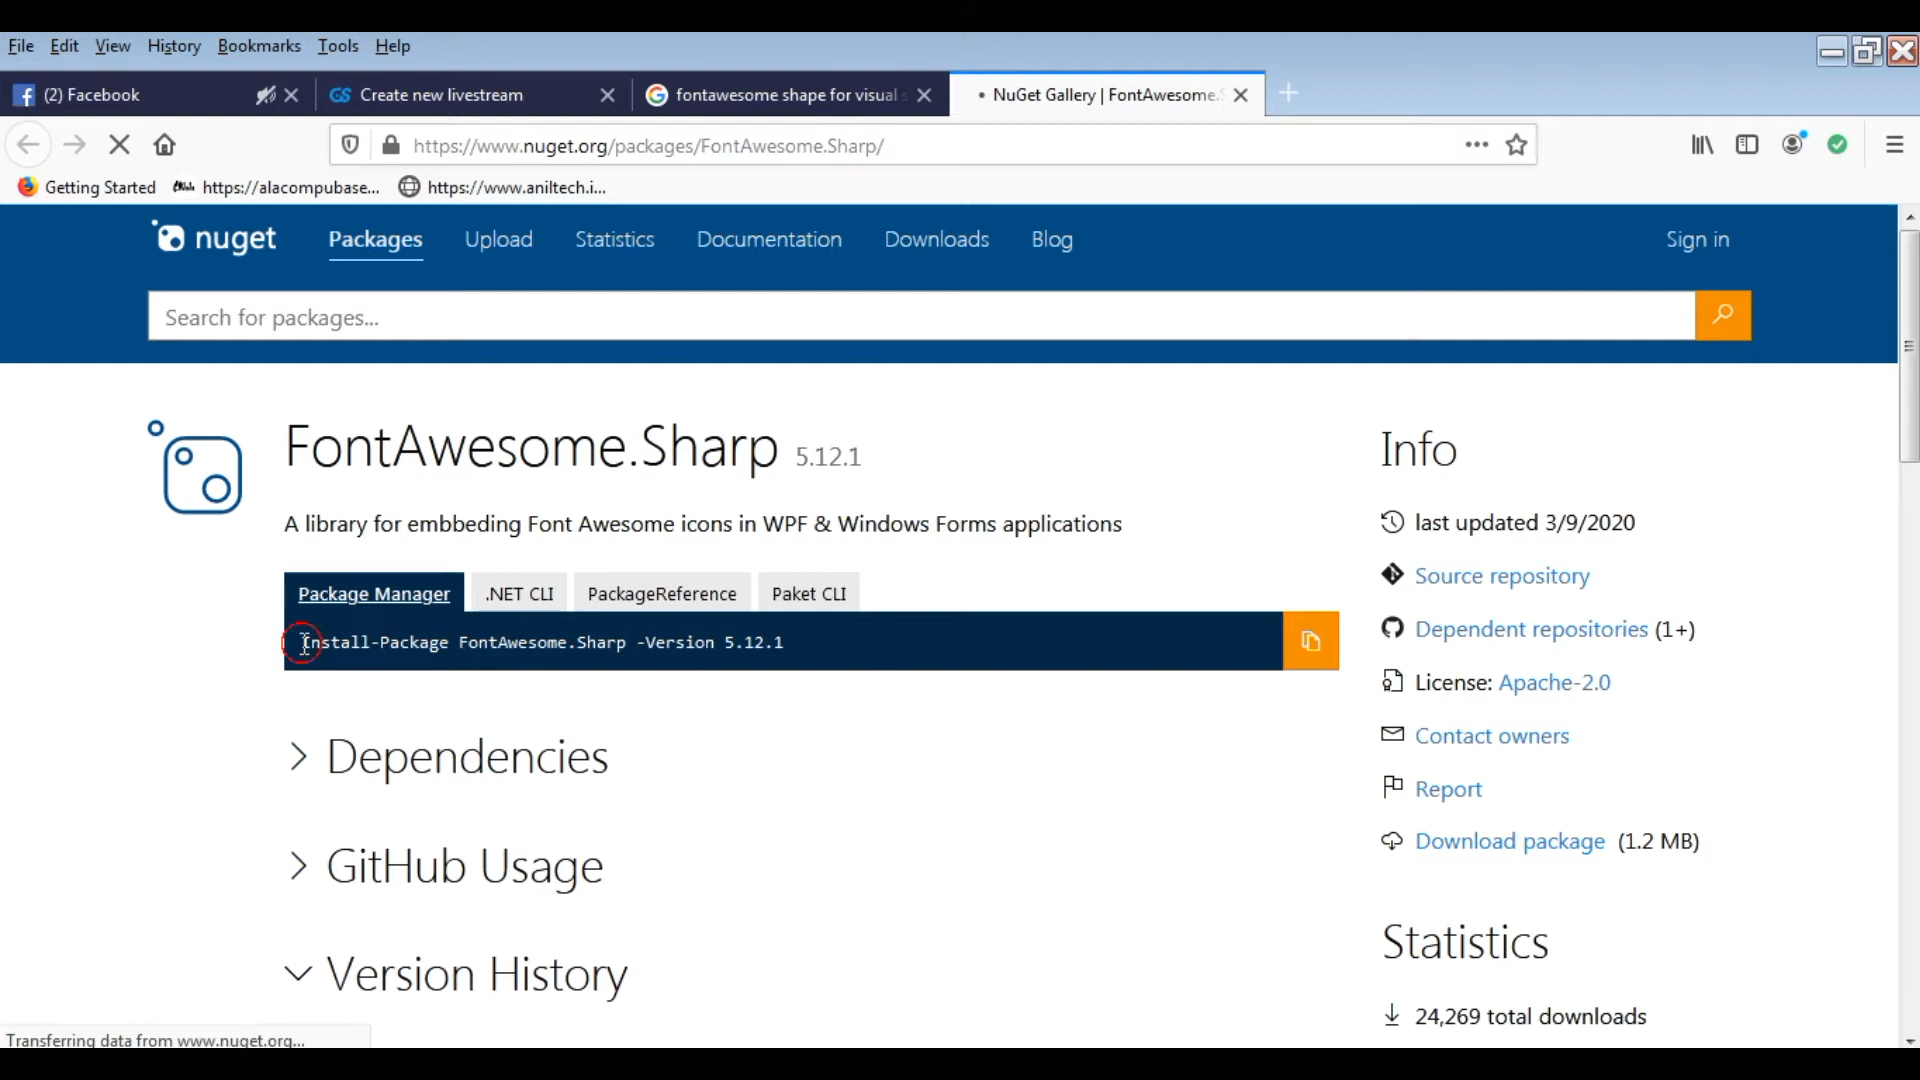 File Edit View History Bookmarks Tools Help
(2) Facebook
Create new livestream
fontawesome shape for visual s
NuGet Gallery | FontAwesome.S
https://www.nuget.org/packages/FontAwesome.Sharp/
Getting Started
https://alacompubase...
https://www.aniltech.i...
nuget
Packages Upload Statistics Documentation Downloads Blog Sign in
Search for packages...
FontAwesome.Sharp 5.12.1
A library for embbeding Font Awesome icons in WPF & Windows Forms applications
Package Manager .NET CLI PackageReference Paket CLI
Install-Package FontAwesome.Sharp -Version 5.12.1
Dependencies
GitHub Usage
Version History
Info
last updated 3/9/2020
Source repository
Dependent repositories (1+)
License: Apache-2.0
Contact owners
Report
Download package (1.2 MB)
Statistics
24,269 total downloads
Transferring data from www.nuget.org...